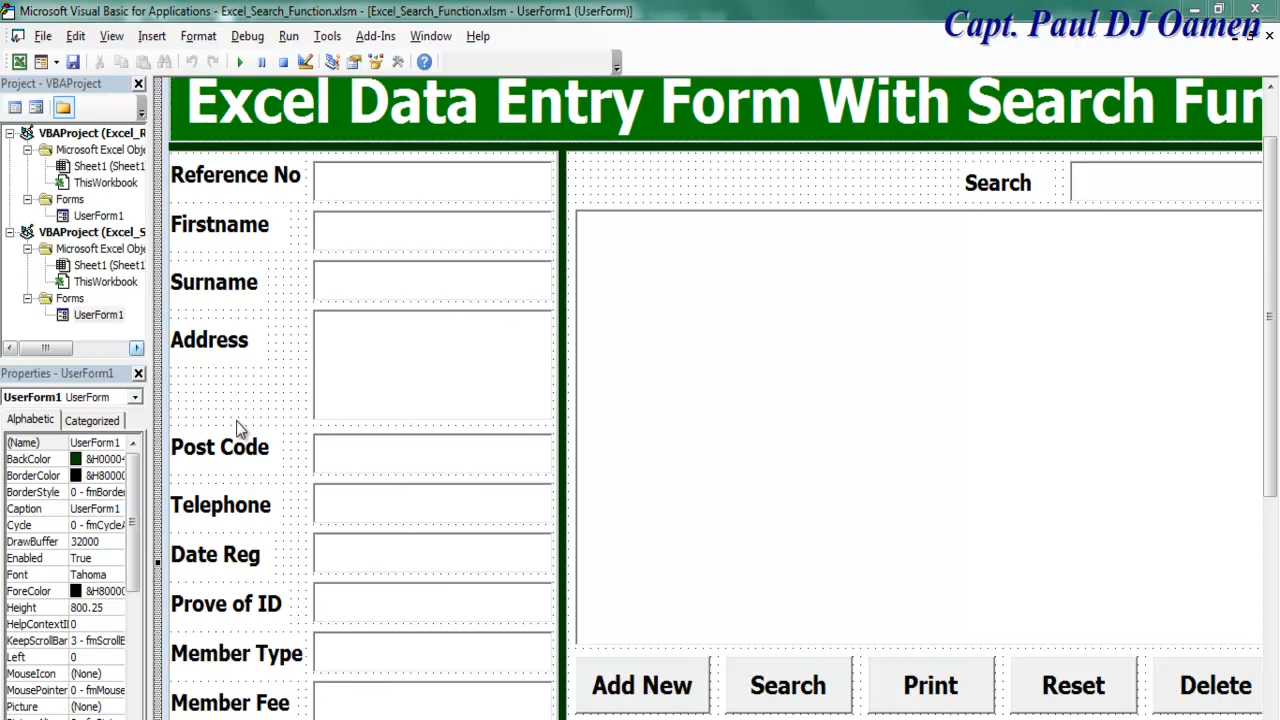 Microsoft Visual Basic for Applications - Excel_Search_Function.xlsm - [Excel_Search_Function.xlsm - UserForm1 (UserForm)]
Capt. Paul DJ Oamen
File Edit View Insert Format Debug Run Tools Add-Ins Window Help
Project - VBAProject
VBAProject (Excel_R
Microsoft Excel Obje
Sheet1 (Sheet1
ThisWorkbook
Forms
UserForm1
VBAProject (Excel_S
Microsoft Excel Obje
Sheet1 (Sheet1
ThisWorkbook
Forms
UserForm1
Properties - UserForm1
UserForm1 UserForm
Alphabetic Categorized
(Name) UserForm1
BackColor &H0000
BorderColor &H80000
BorderStyle 0 - fmBorder
Caption UserForm1
Cycle 0 - fmCycleA
DrawBuffer 32000
Enabled True
Font Tahoma
ForeColor &H80000
Height 800.25
HelpContextI 0
KeepScrollBar 3 - fmScrollB
Left 0
MouseIcon (None)
MousePointer 0 - fmMouse
Picture (None)
Excel Data Entry Form With Search Fun
Reference No
Search
Firstname
Surname
Address
Post Code
Telephone
Date Reg
Prove of ID
Member Type
Member Fee
Add New Search Print Reset Delete